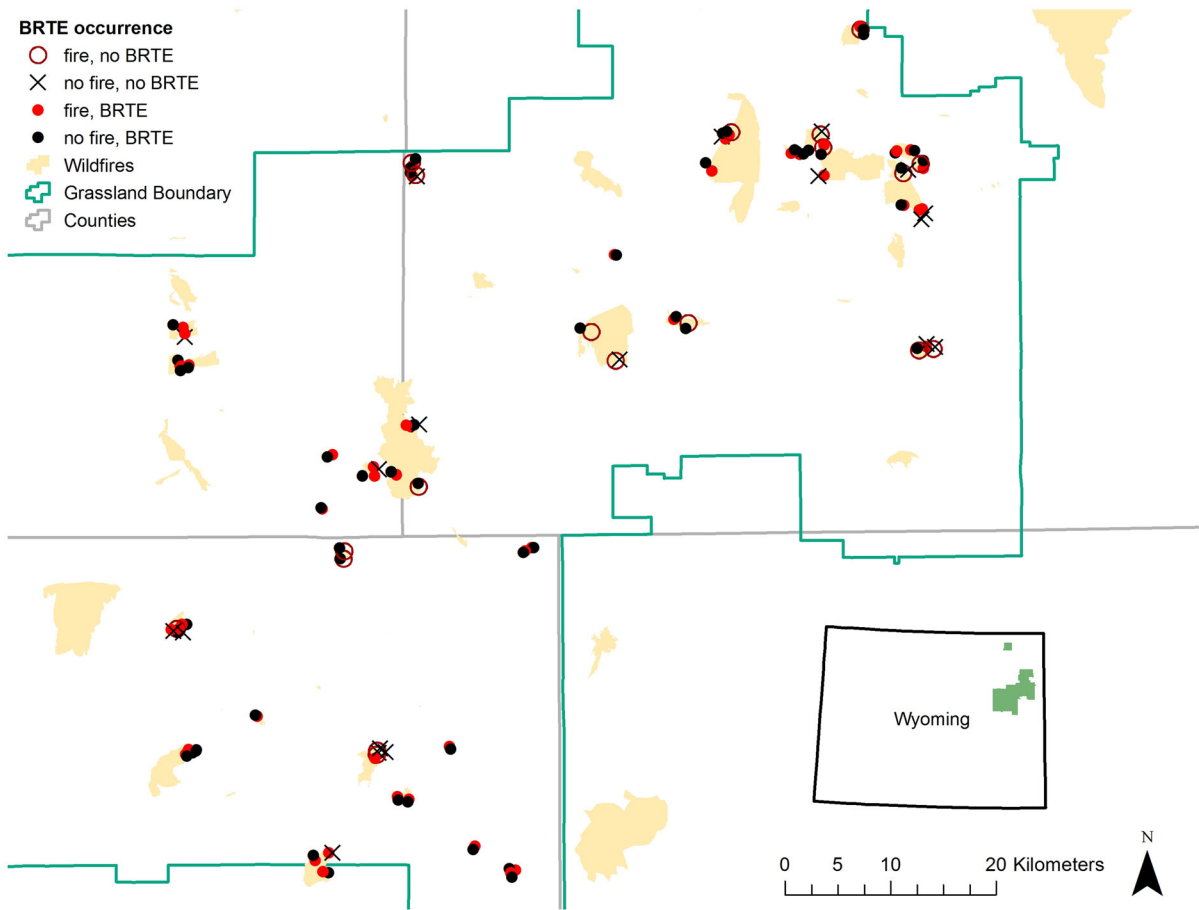 BRTE occurrence
fire, no BRTE
no fire, no BRTE
fire, BRTE
no fire, BRTE
Wildfires
Grassland Boundary
Counties
Wyoming
N
0 5 10 20 Kilometers